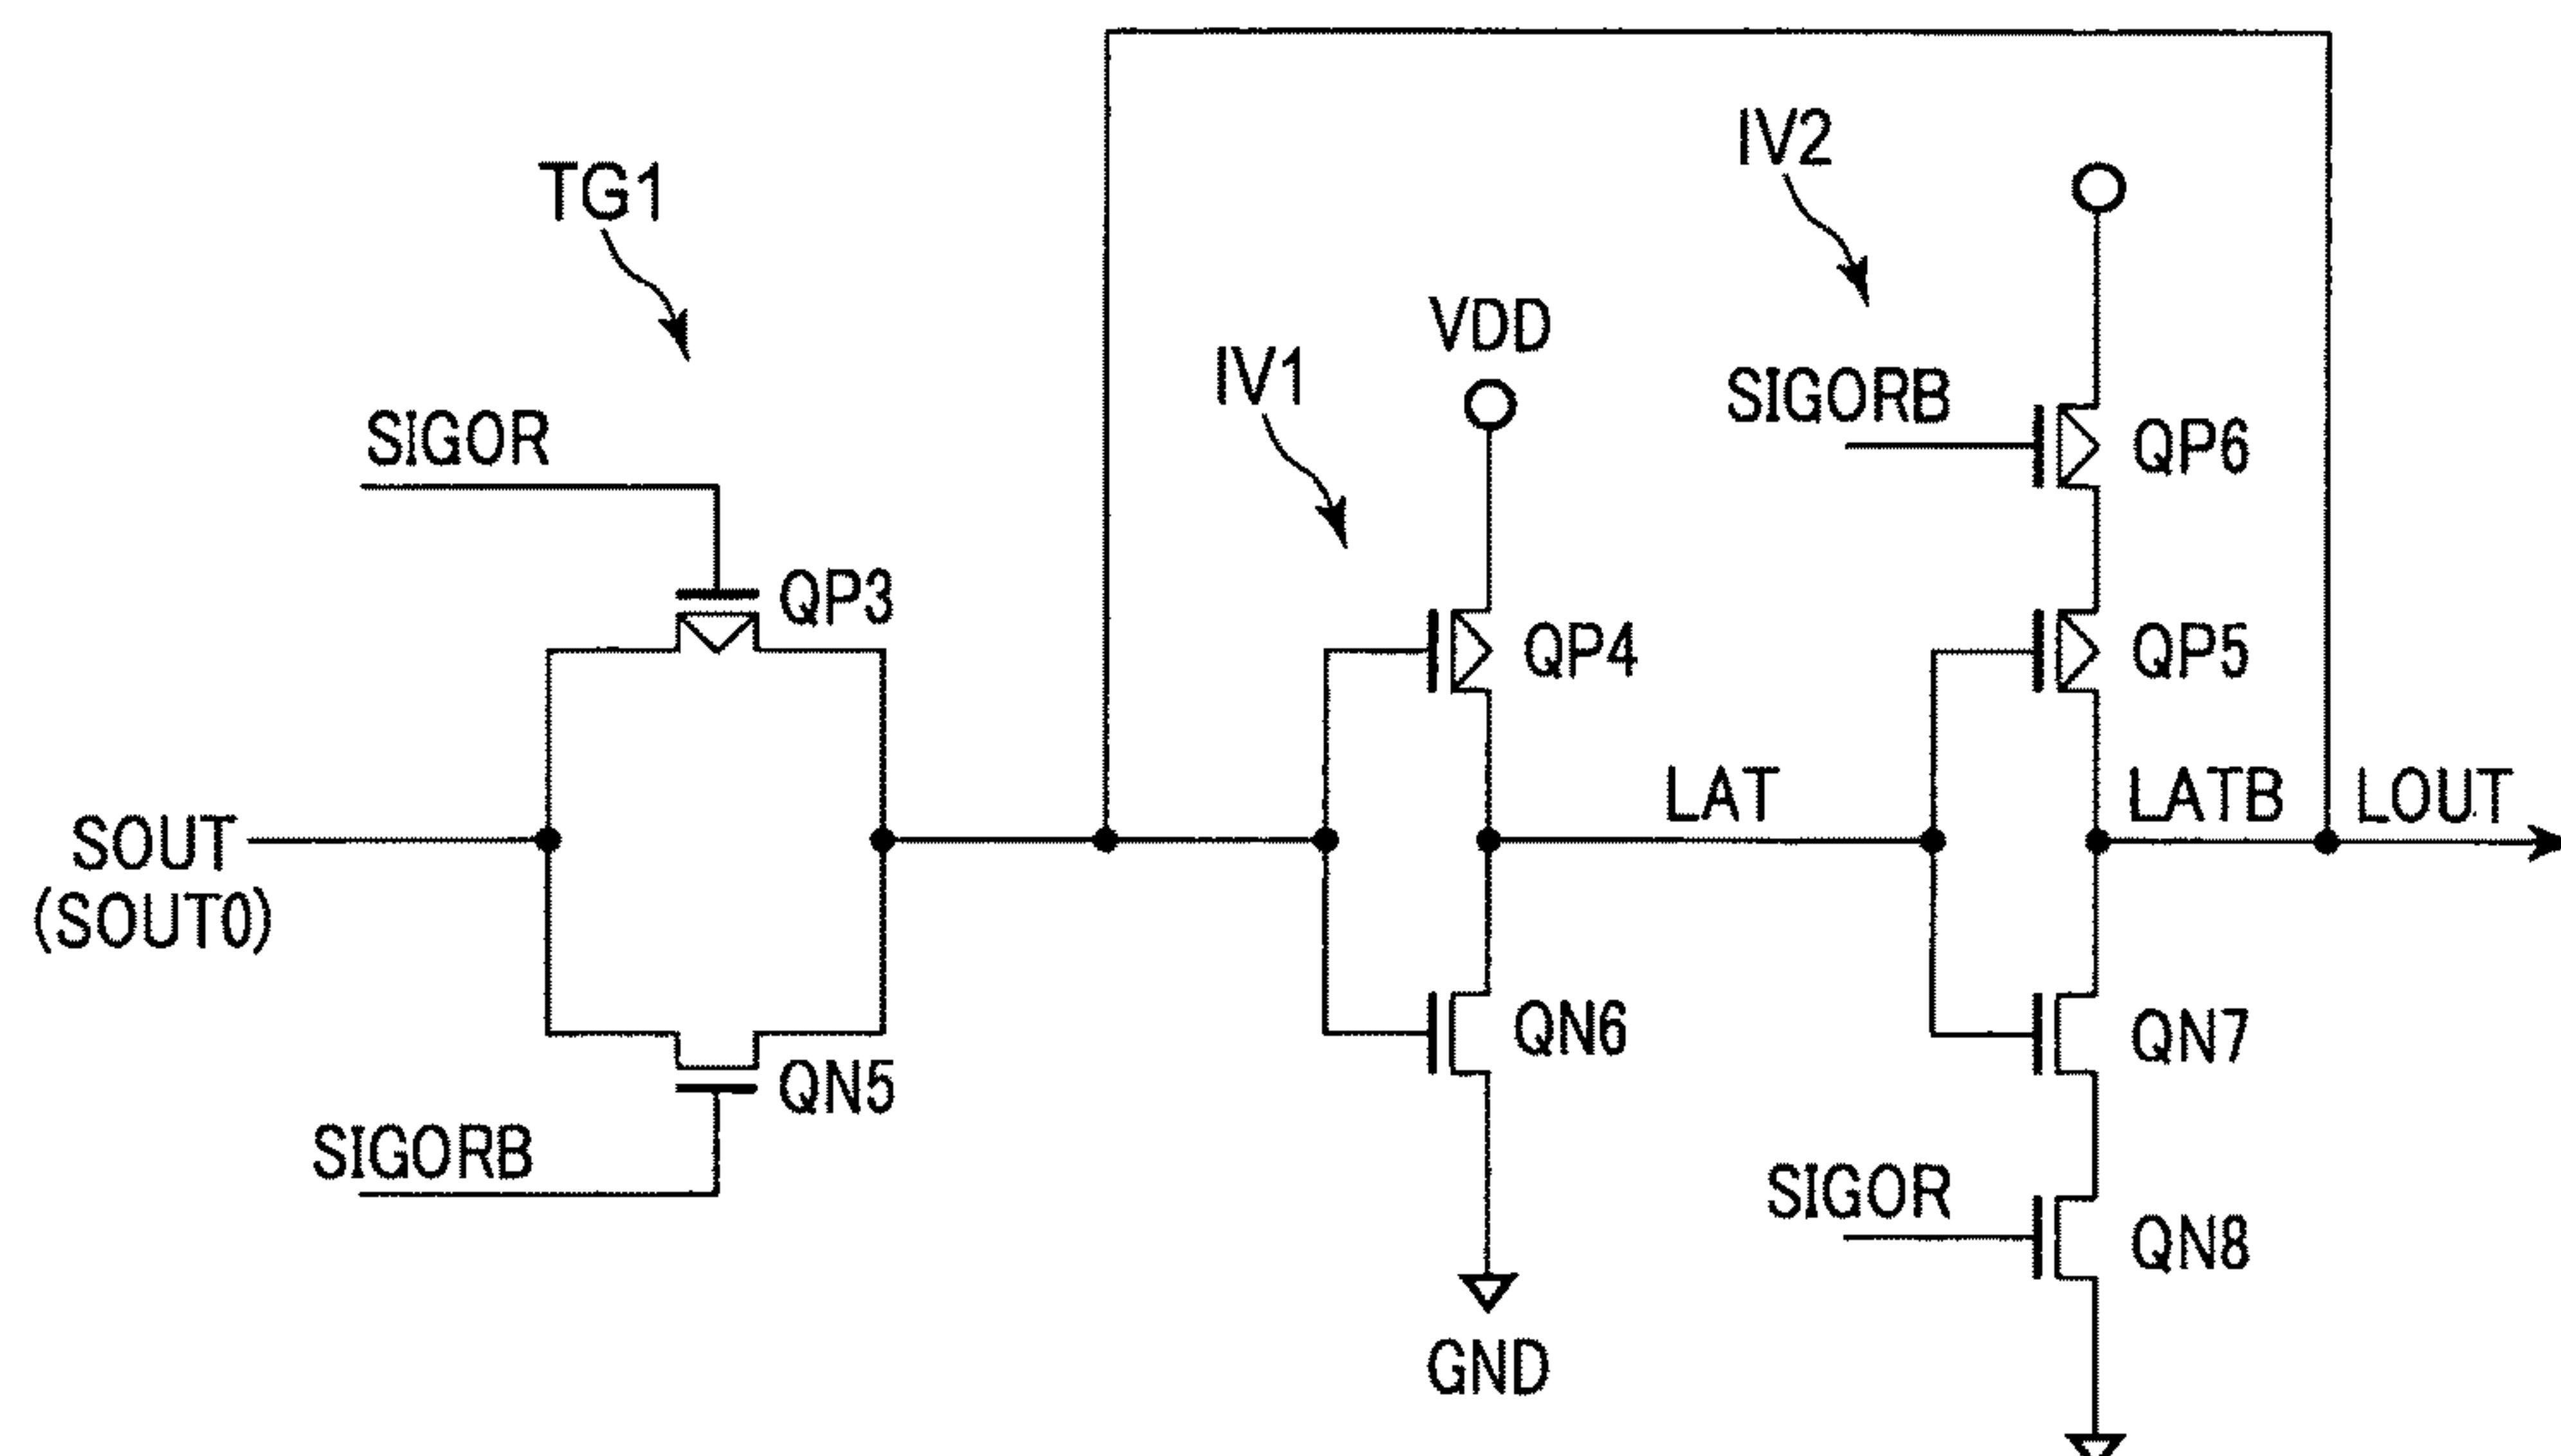 IV2
TG1
VDD
IV1
SIGORB
SIGOR
QP6
QP3
QP4
QP5
LAT
LATB
LOUT
SOUT
(SOUT0)
QN6
QN7
QN5
SIGORB
SIGOR
QN8
GND